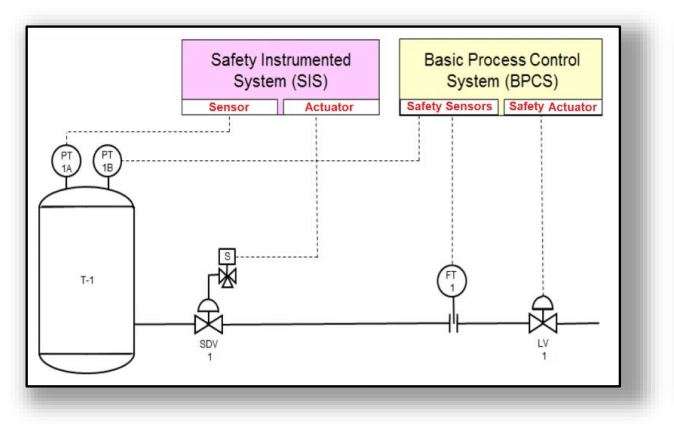 Safety Instrumented
System (SIS)
Sensor
Actuator
Basic Process Control
System (BPCS)
Safety Sensors
Safety Actuator
PT
1A
PT
1B
S
T-1
FT
1
SDV
1
LV
1